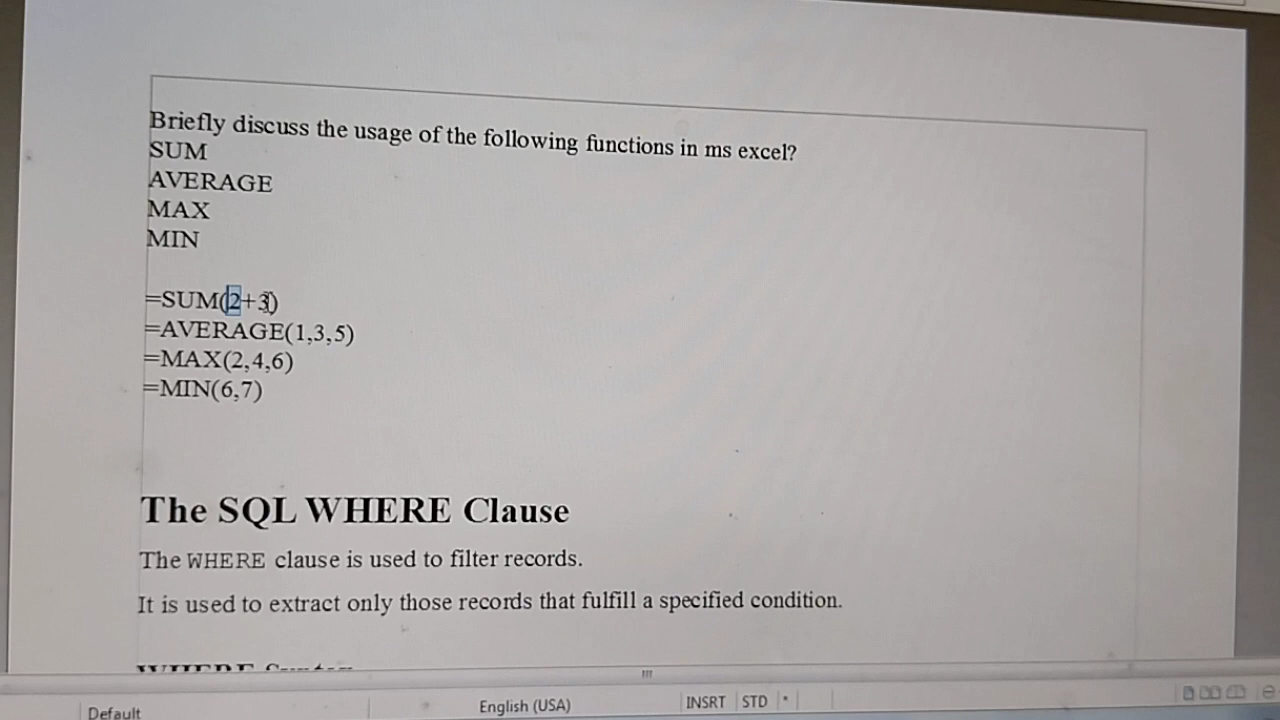 Briefly discuss the usage of the following functions in ms excel?
SUM
AVERAGE
MAX
MIN
=SUM(2+3)
=AVERAGE(1,3,5)
=MAX(2,4,6)
=MIN(6,7)
The SQL WHERE Clause
The WHERE clause is used to filter records.
It is used to extract only those records that fulfill a specified condition.
Default
English (USA)
INSRT
STD
*